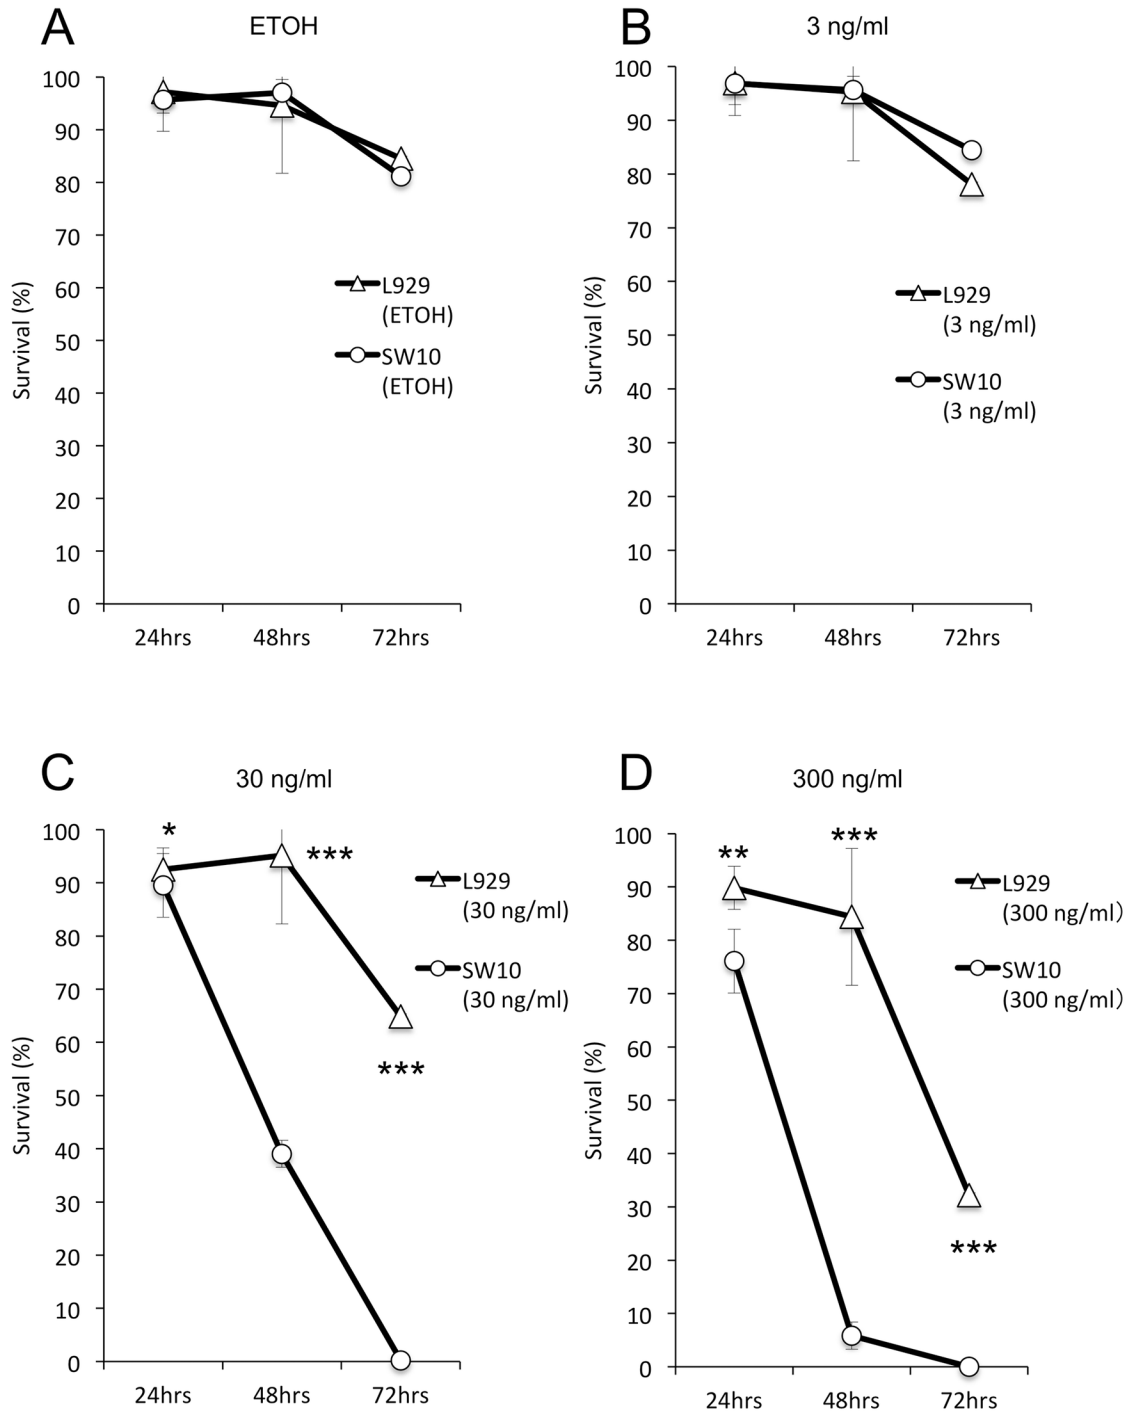 A
ETOH
100
90
80
70
60
50
40
30
20
10
0
Survival (%)
L929
(ETOH)
SW10
(ETOH)
24hrs
48hrs
72hrs
B
3 ng/ml
100
90
80
70
60
50
40
30
20
10
0
Survival (%)
L929
(3 ng/ml)
SW10
(3 ng/ml)
24hrs
48hrs
72hrs
C
30 ng/ml
100
90
80
70
60
50
40
30
20
10
0
Survival (%)
*
***
***
L929
(30 ng/ml)
SW10
(30 ng/ml)
24hrs
48hrs
72hrs
D
300 ng/ml
100
90
80
70
60
50
40
30
20
10
0
Survival (%)
**
***
***
L929
(300 ng/ml）
SW10
(300 ng/ml）
24hrs
48hrs
72hrs